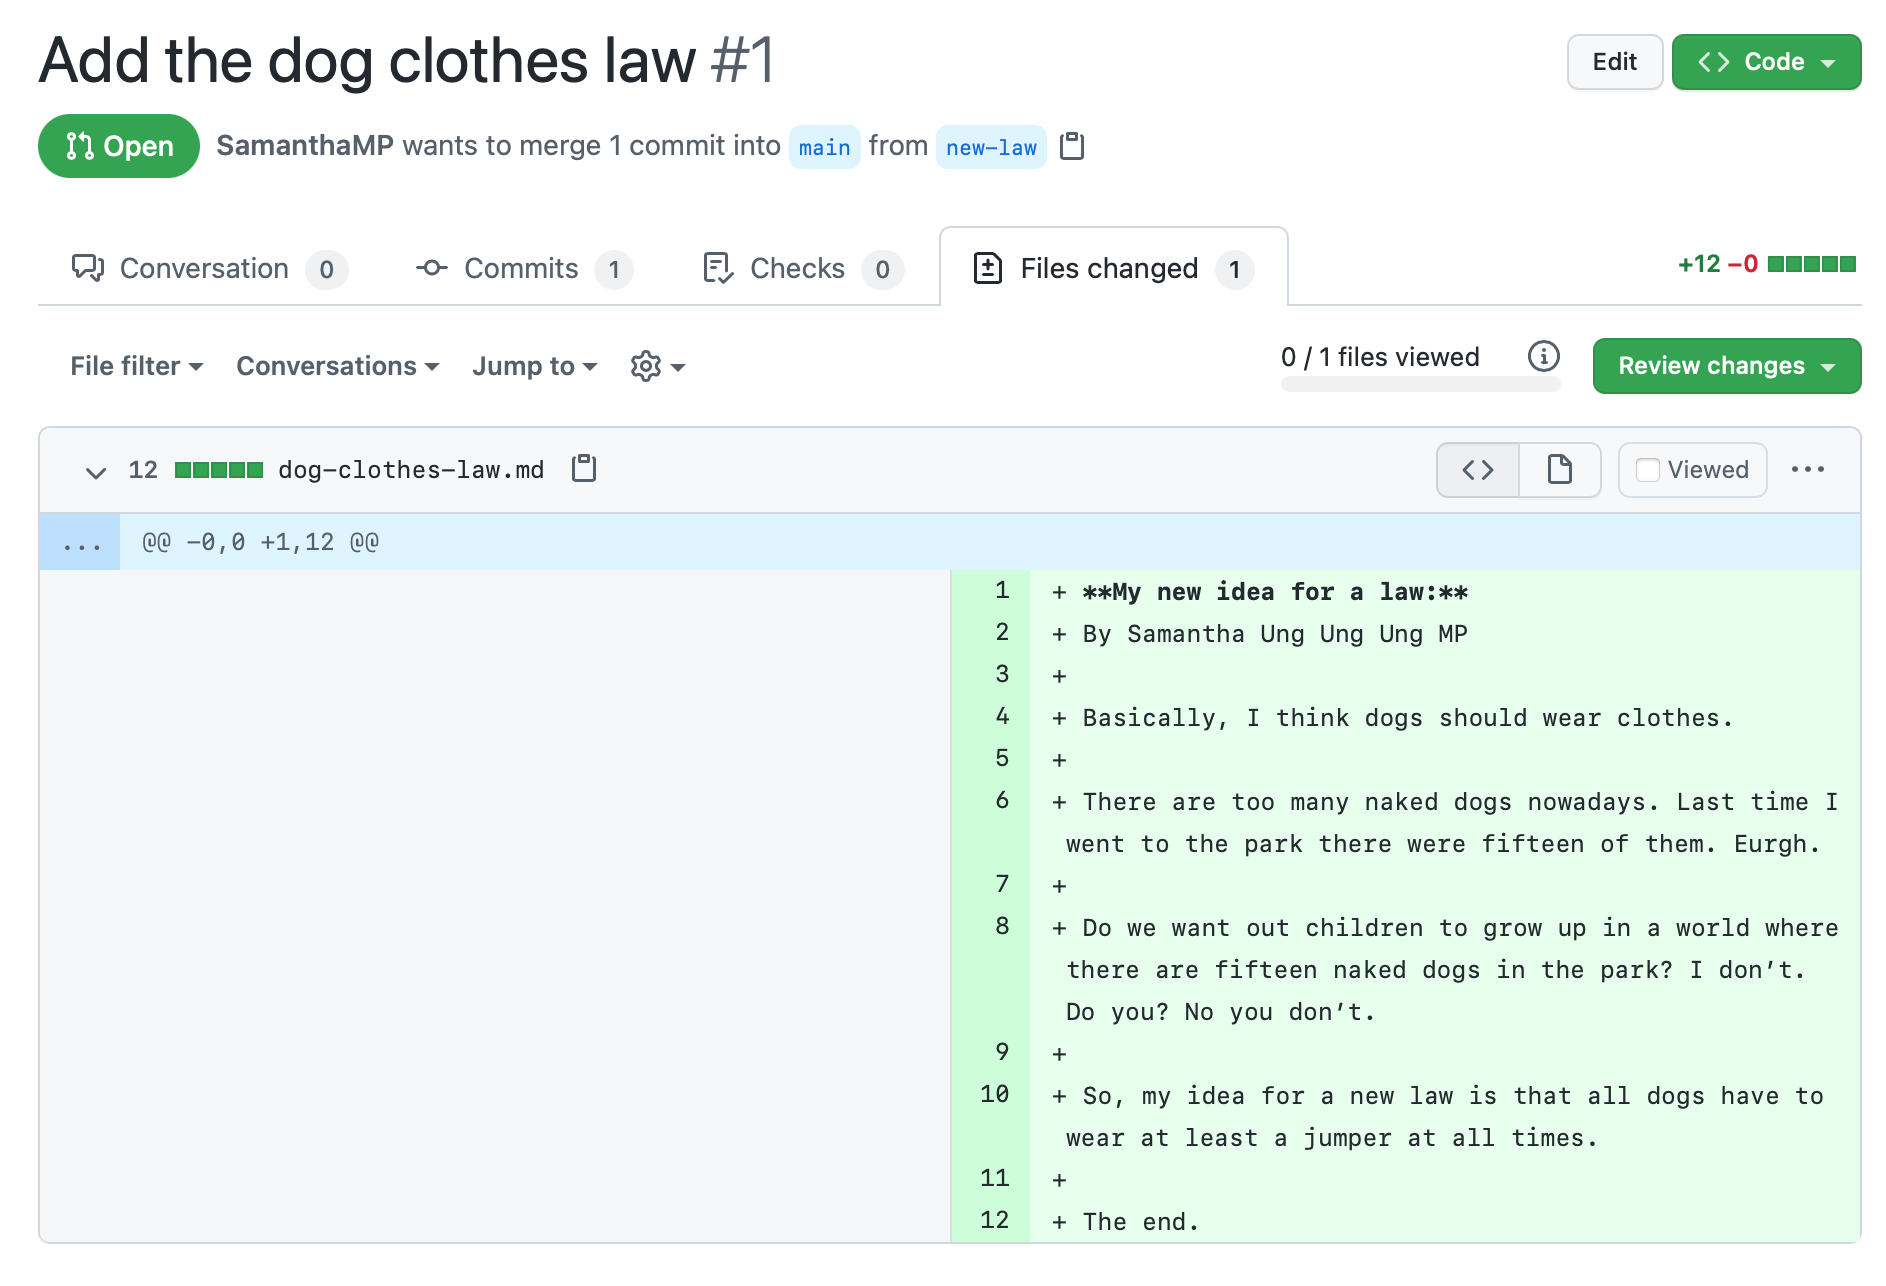 Add the dog clothes law #1
Edit
Code
Open
SamanthaMP wants to merge 1 commit into main from new-law
Conversation 0
Commits 1
Checks 0
Files changed 1
+12 −0
File filter
Conversations
Jump to
0 / 1 files viewed
Review changes
12 dog-clothes-law.md
Viewed
... @@ −0,0 +1,12 @@
1 + **My new idea for a law:**
2 + By Samantha Ung Ung Ung MP
3 +
4 + Basically, I think dogs should wear clothes.
5 +
6 + There are too many naked dogs nowadays. Last time I
went to the park there were fifteen of them. Eurgh.
7 +
8 + Do we want out children to grow up in a world where
there are fifteen naked dogs in the park? I don’t.
Do you? No you don’t.
9 +
10 + So, my idea for a new law is that all dogs have to
wear at least a jumper at all times.
11 +
12 + The end.